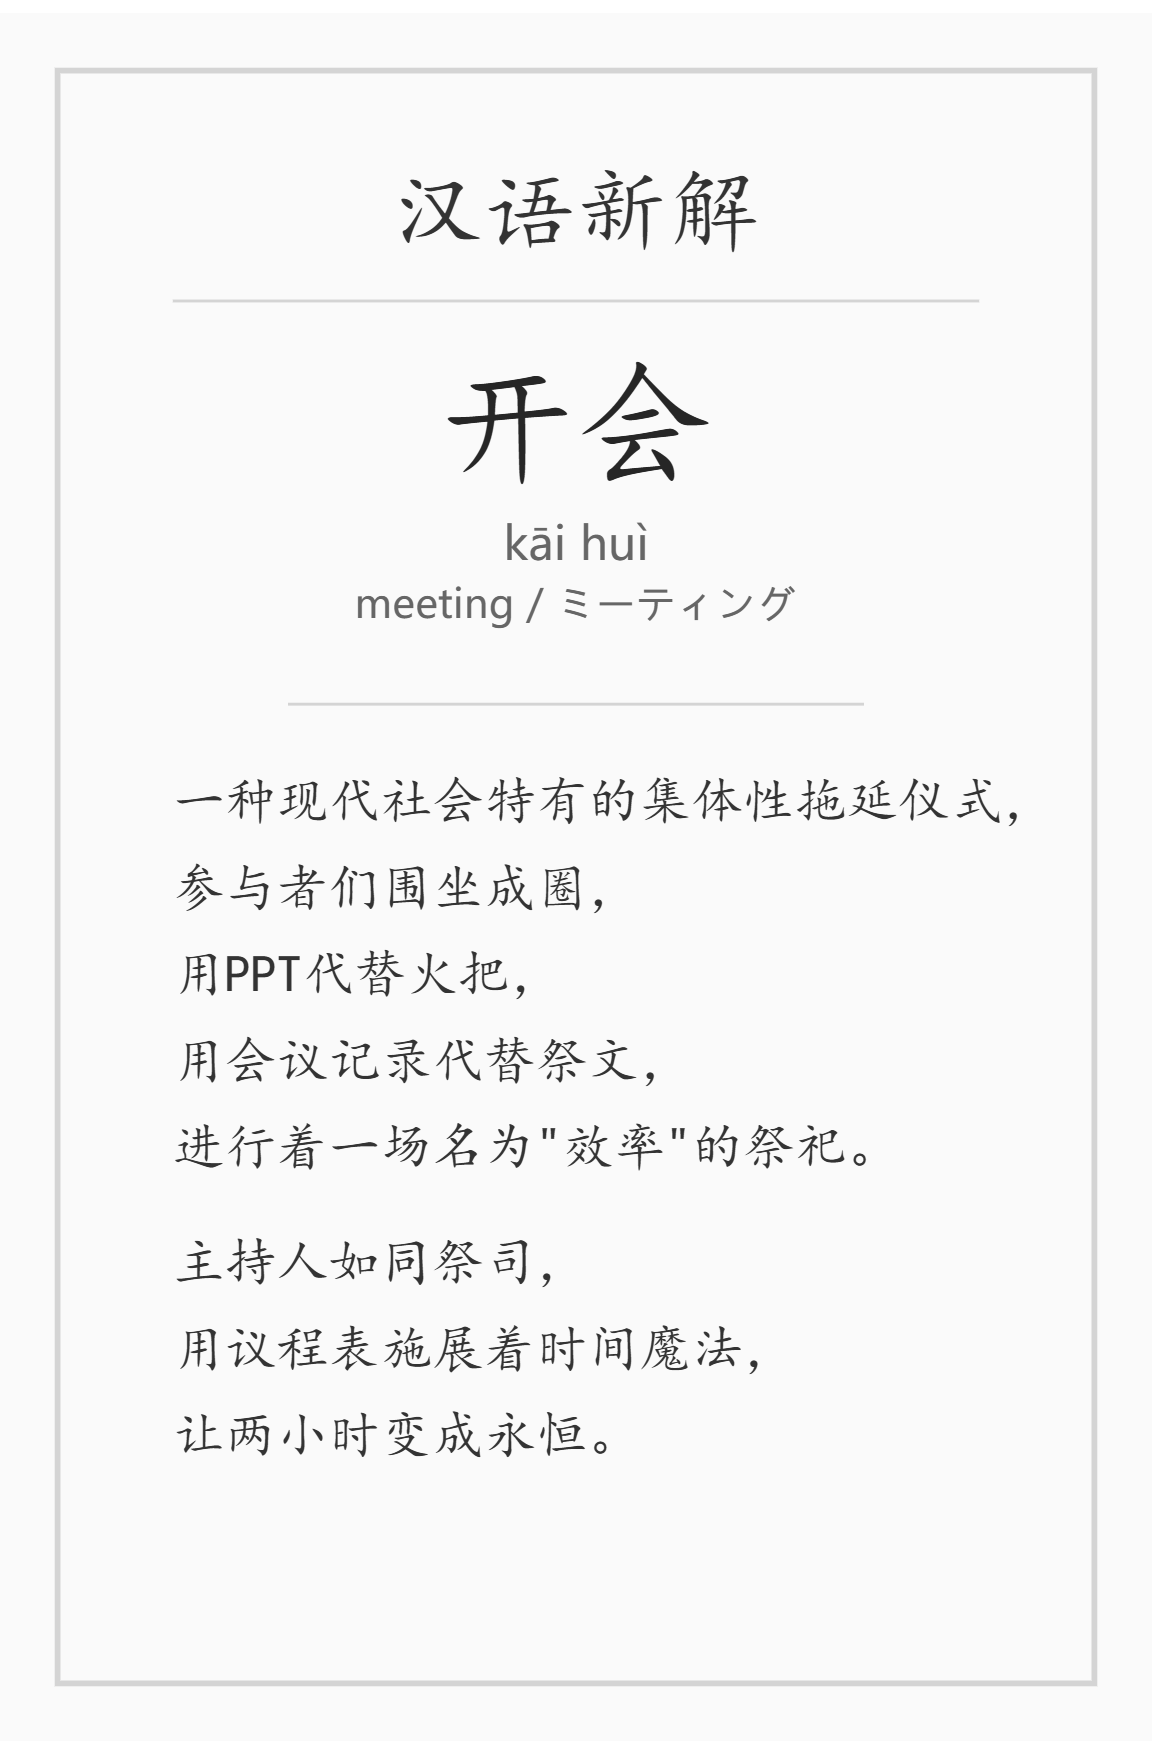 汉语新解
开会
kāi huì
meeting / ミーティング
一种现代社会特有的集体性拖延仪式，
参与者们围坐成圈，
用PPT代替火把，
用会议记录代替祭文，
进行着一场名为"效率"的祭祀。
主持人如同祭司，
用议程表施展着时间魔法，
让两小时变成永恒。